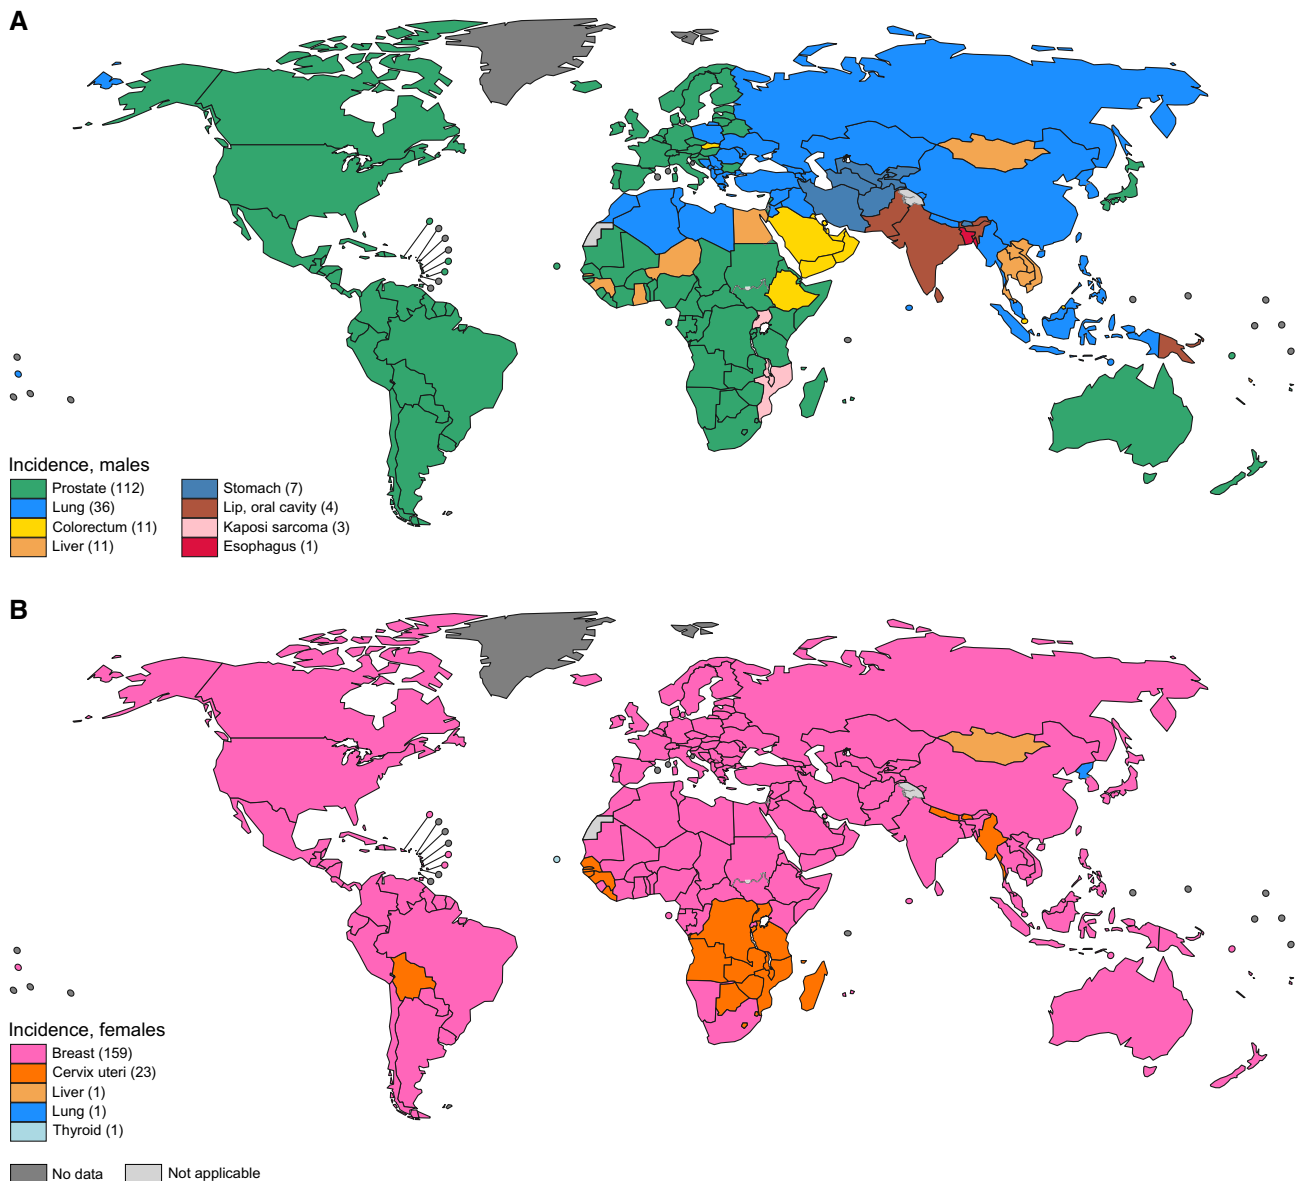 A
Incidence, males
Prostate (112)
Lung (36)
Colorectum (11)
Liver (11)
Stomach (7)
Lip, oral cavity (4)
Kaposi sarcoma (3)
Esophagus (1)
B
Incidence, females
Breast (159)
Cervix uteri (23)
Liver (1)
Lung (1)
Thyroid (1)
No data
Not applicable